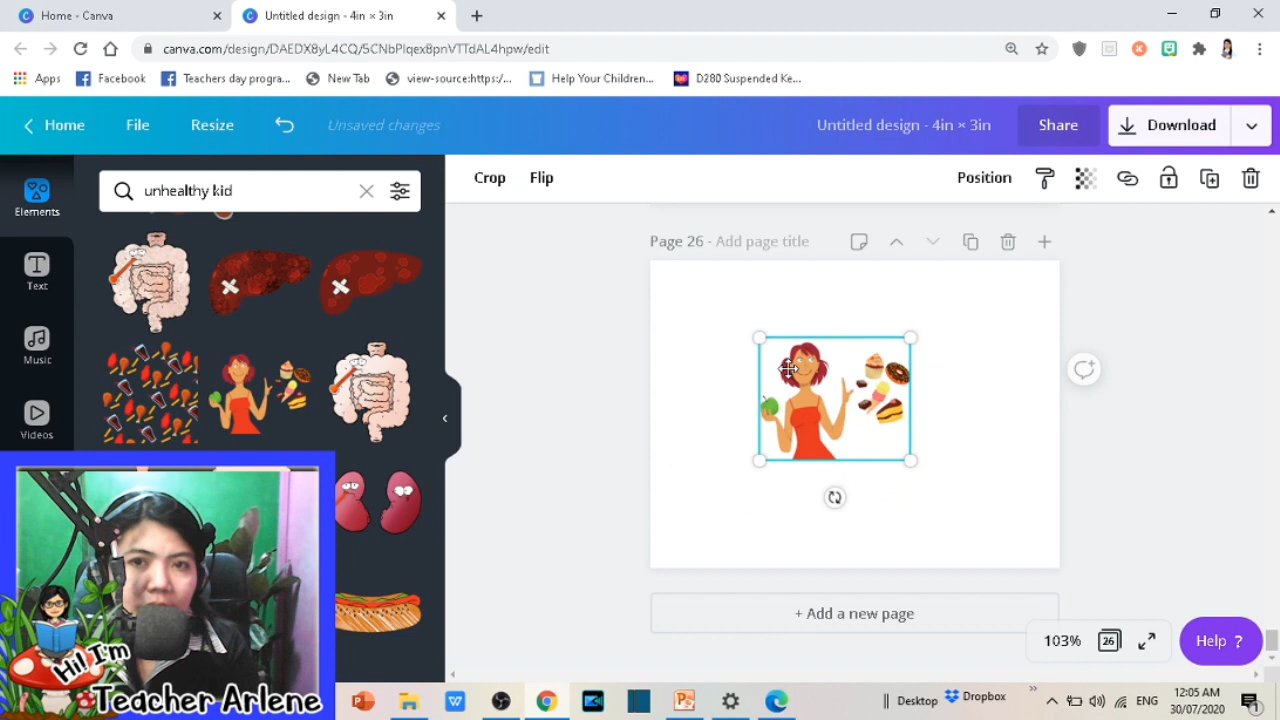 Home - Canva
Untitled design - 4in × 3in
canva.com/design/DAEDX8yL4CQ/5CNbPlqex8pnVTTdAL4hpw/edit
Apps
Facebook
Teachers day progra...
New Tab
view-source:https:/...
Help Your Children...
D280 Suspended Ke...
Home
File
Resize
Unsaved changes
Untitled design - 4in × 3in
Share
Download
Elements
Text
Music
Videos
unhealthy kid
Crop
Flip
Position
Page 26 - Add page title
+ Add a new page
103%
26
Help ?
Hi! I'm
Teacher Arlene
Desktop
Dropbox
ENG
12:05 AM
30/07/2020
1